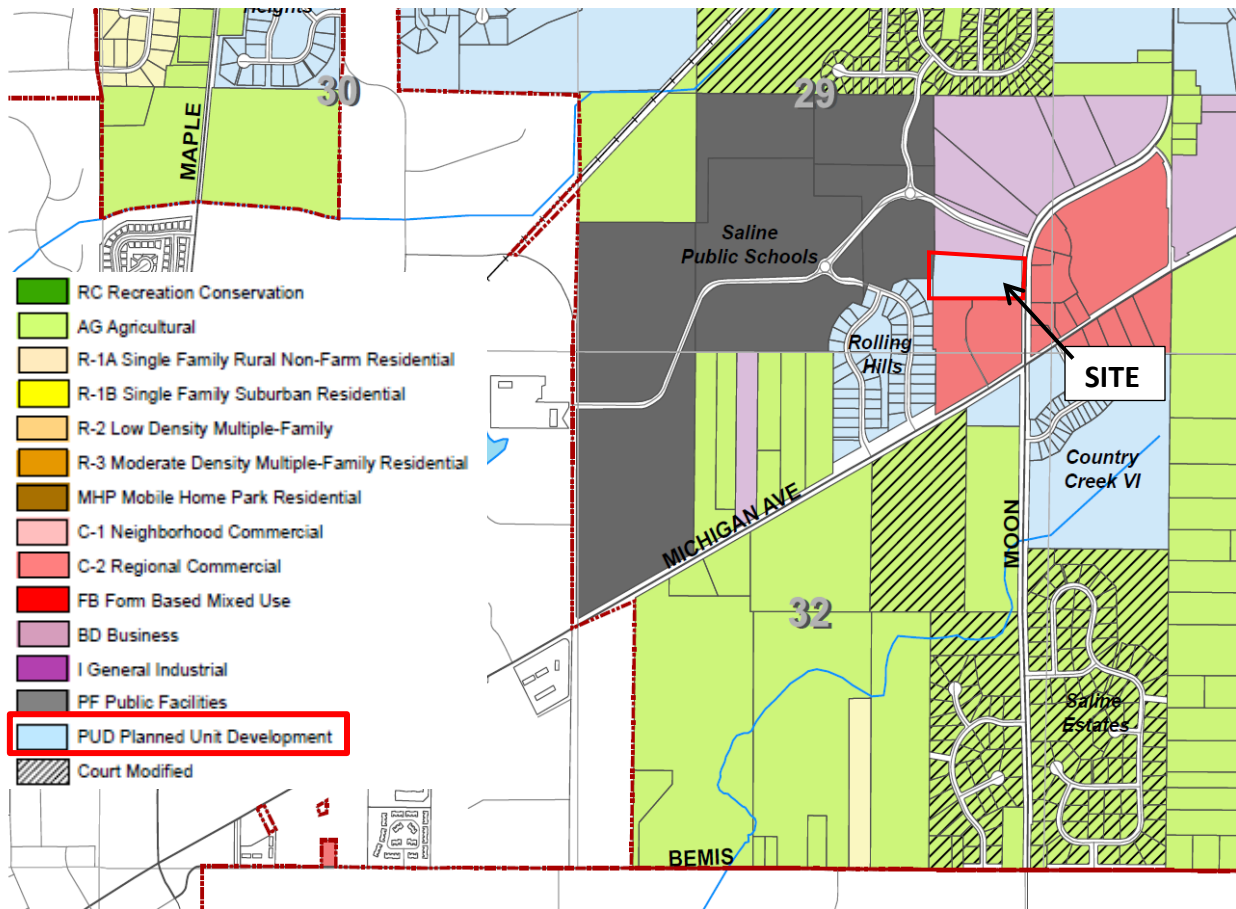 Heights
30
29
MAPLE
Saline
Public Schools
RC Recreation Conservation
AG Agricultural
R-1A Single Family Rural Non-Farm Residential
R-1B Single Family Suburban Residential
R-2 Low Density Multiple-Family
R-3 Moderate Density Multiple-Family Residential
MHP Mobile Home Park Residential
C-1 Neighborhood Commercial
C-2 Regional Commercial
FB Form Based Mixed Use
BD Business
I General Industrial
PF Public Facilities
PUD Planned Unit Development
Court Modified
Rolling
Hills
SITE
Country
Creek VI
MICHIGAN AVE
MOON
32
Saline
Estates
BEMIS